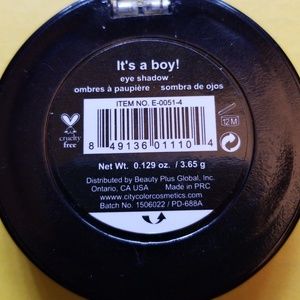 It's a boy!
eye shadow
ombres à paupière · sombra de ojos
ITEM NO. E-0051-4
cruelty
free
12 M
8 49136 01110 4
Net Wt. 0.129 oz. / 3.65 g
Distributed by Beauty Plus Global, Inc.
Ontario, CA USA Made in PRC
www.citycolorcosmetics.com
Batch No. 1506022 / PD-688A